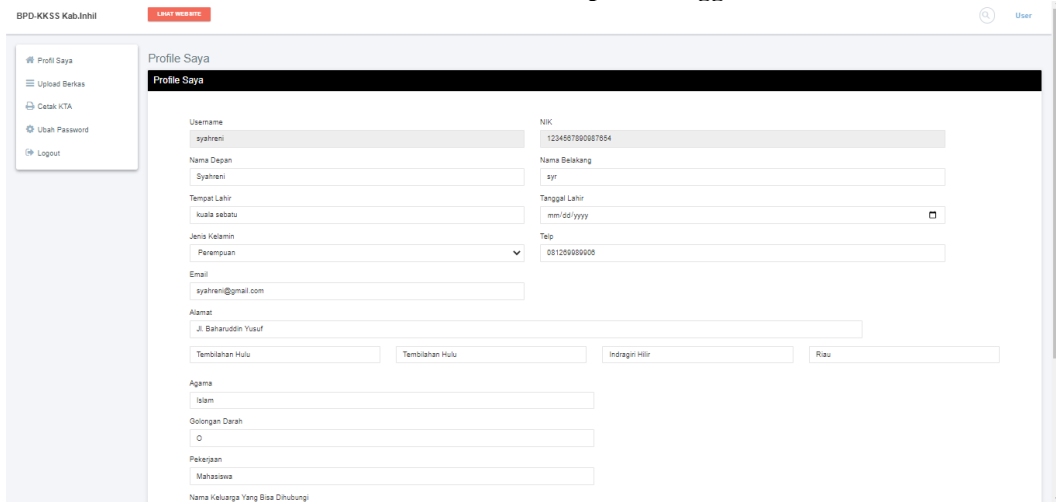 BPD-KKSS Kab.Inhil
LIHAT WEBSITE
User
Profil Saya
Upload Berkas
Cetak KTA
Ubah Password
Logout
Profile Saya
Profile Saya
Username
NIK
syahreni
1234567890987654
Nama Depan
Nama Belakang
Syahreni
syr
Tempat Lahir
Tanggal Lahir
kuala sebatu
mm/dd/yyyy
Jenis Kelamin
Telp
Perempuan
081269989906
Email
syahreni@gmail.com
Alamat
Jl. Baharuddin Yusuf
Tembilahan Hulu
Tembilahan Hulu
Indragiri Hilir
Riau
Agama
Islam
Golongan Darah
O
Pekerjaan
Mahasiswa
Nama Keluarga Yang Bisa Dihubungi